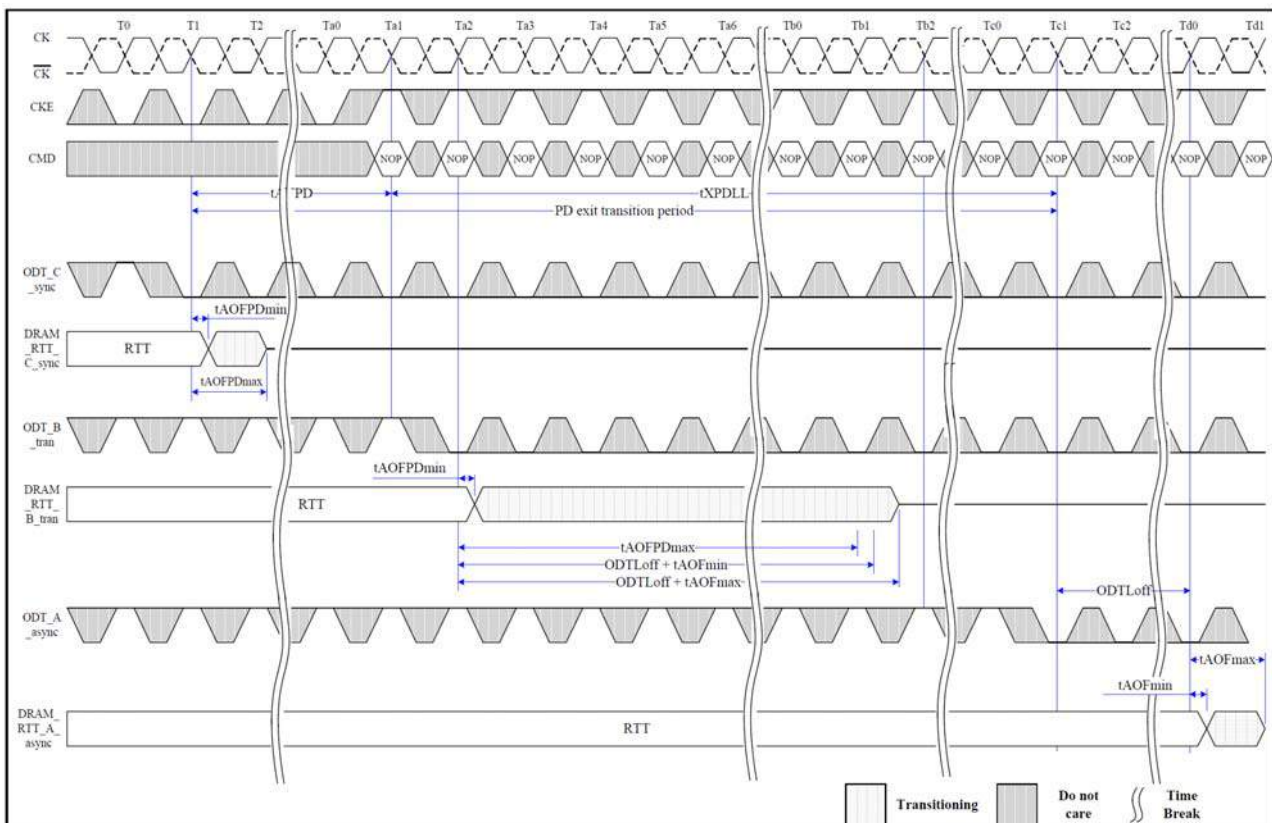 T0 T1 T2 Ta0 Ta1 Ta2 Ta3 Ta4 Ta5 Ta6 Tb0 Tb1 Tb2 Tc0 Tc1 Tc2 Td0 Td1
CK
CK
CKE
CMD
NOP NOP NOP NOP NOP NOP NOP NOP NOP NOP NOP NOP NOP NOP
tXPDLL
PD exit transition period
ODT_C
_sync
tAOFPDmin
DRAM
_RTT_
C_sync
RTT
tAOFPDmax
ODT_B
_tran
tAOFPDmin
DRAM
_RTT_
B_tran
RTT
tAOFPDmax
ODTLoff + tAOFmin
ODTLoff + tAOFmax
ODTLoff
ODT_A
_async
tAOFmax
tAOFmin
DRAM_
RTT_A_
async
RTT
Transitioning
Do not
care
Time
Break